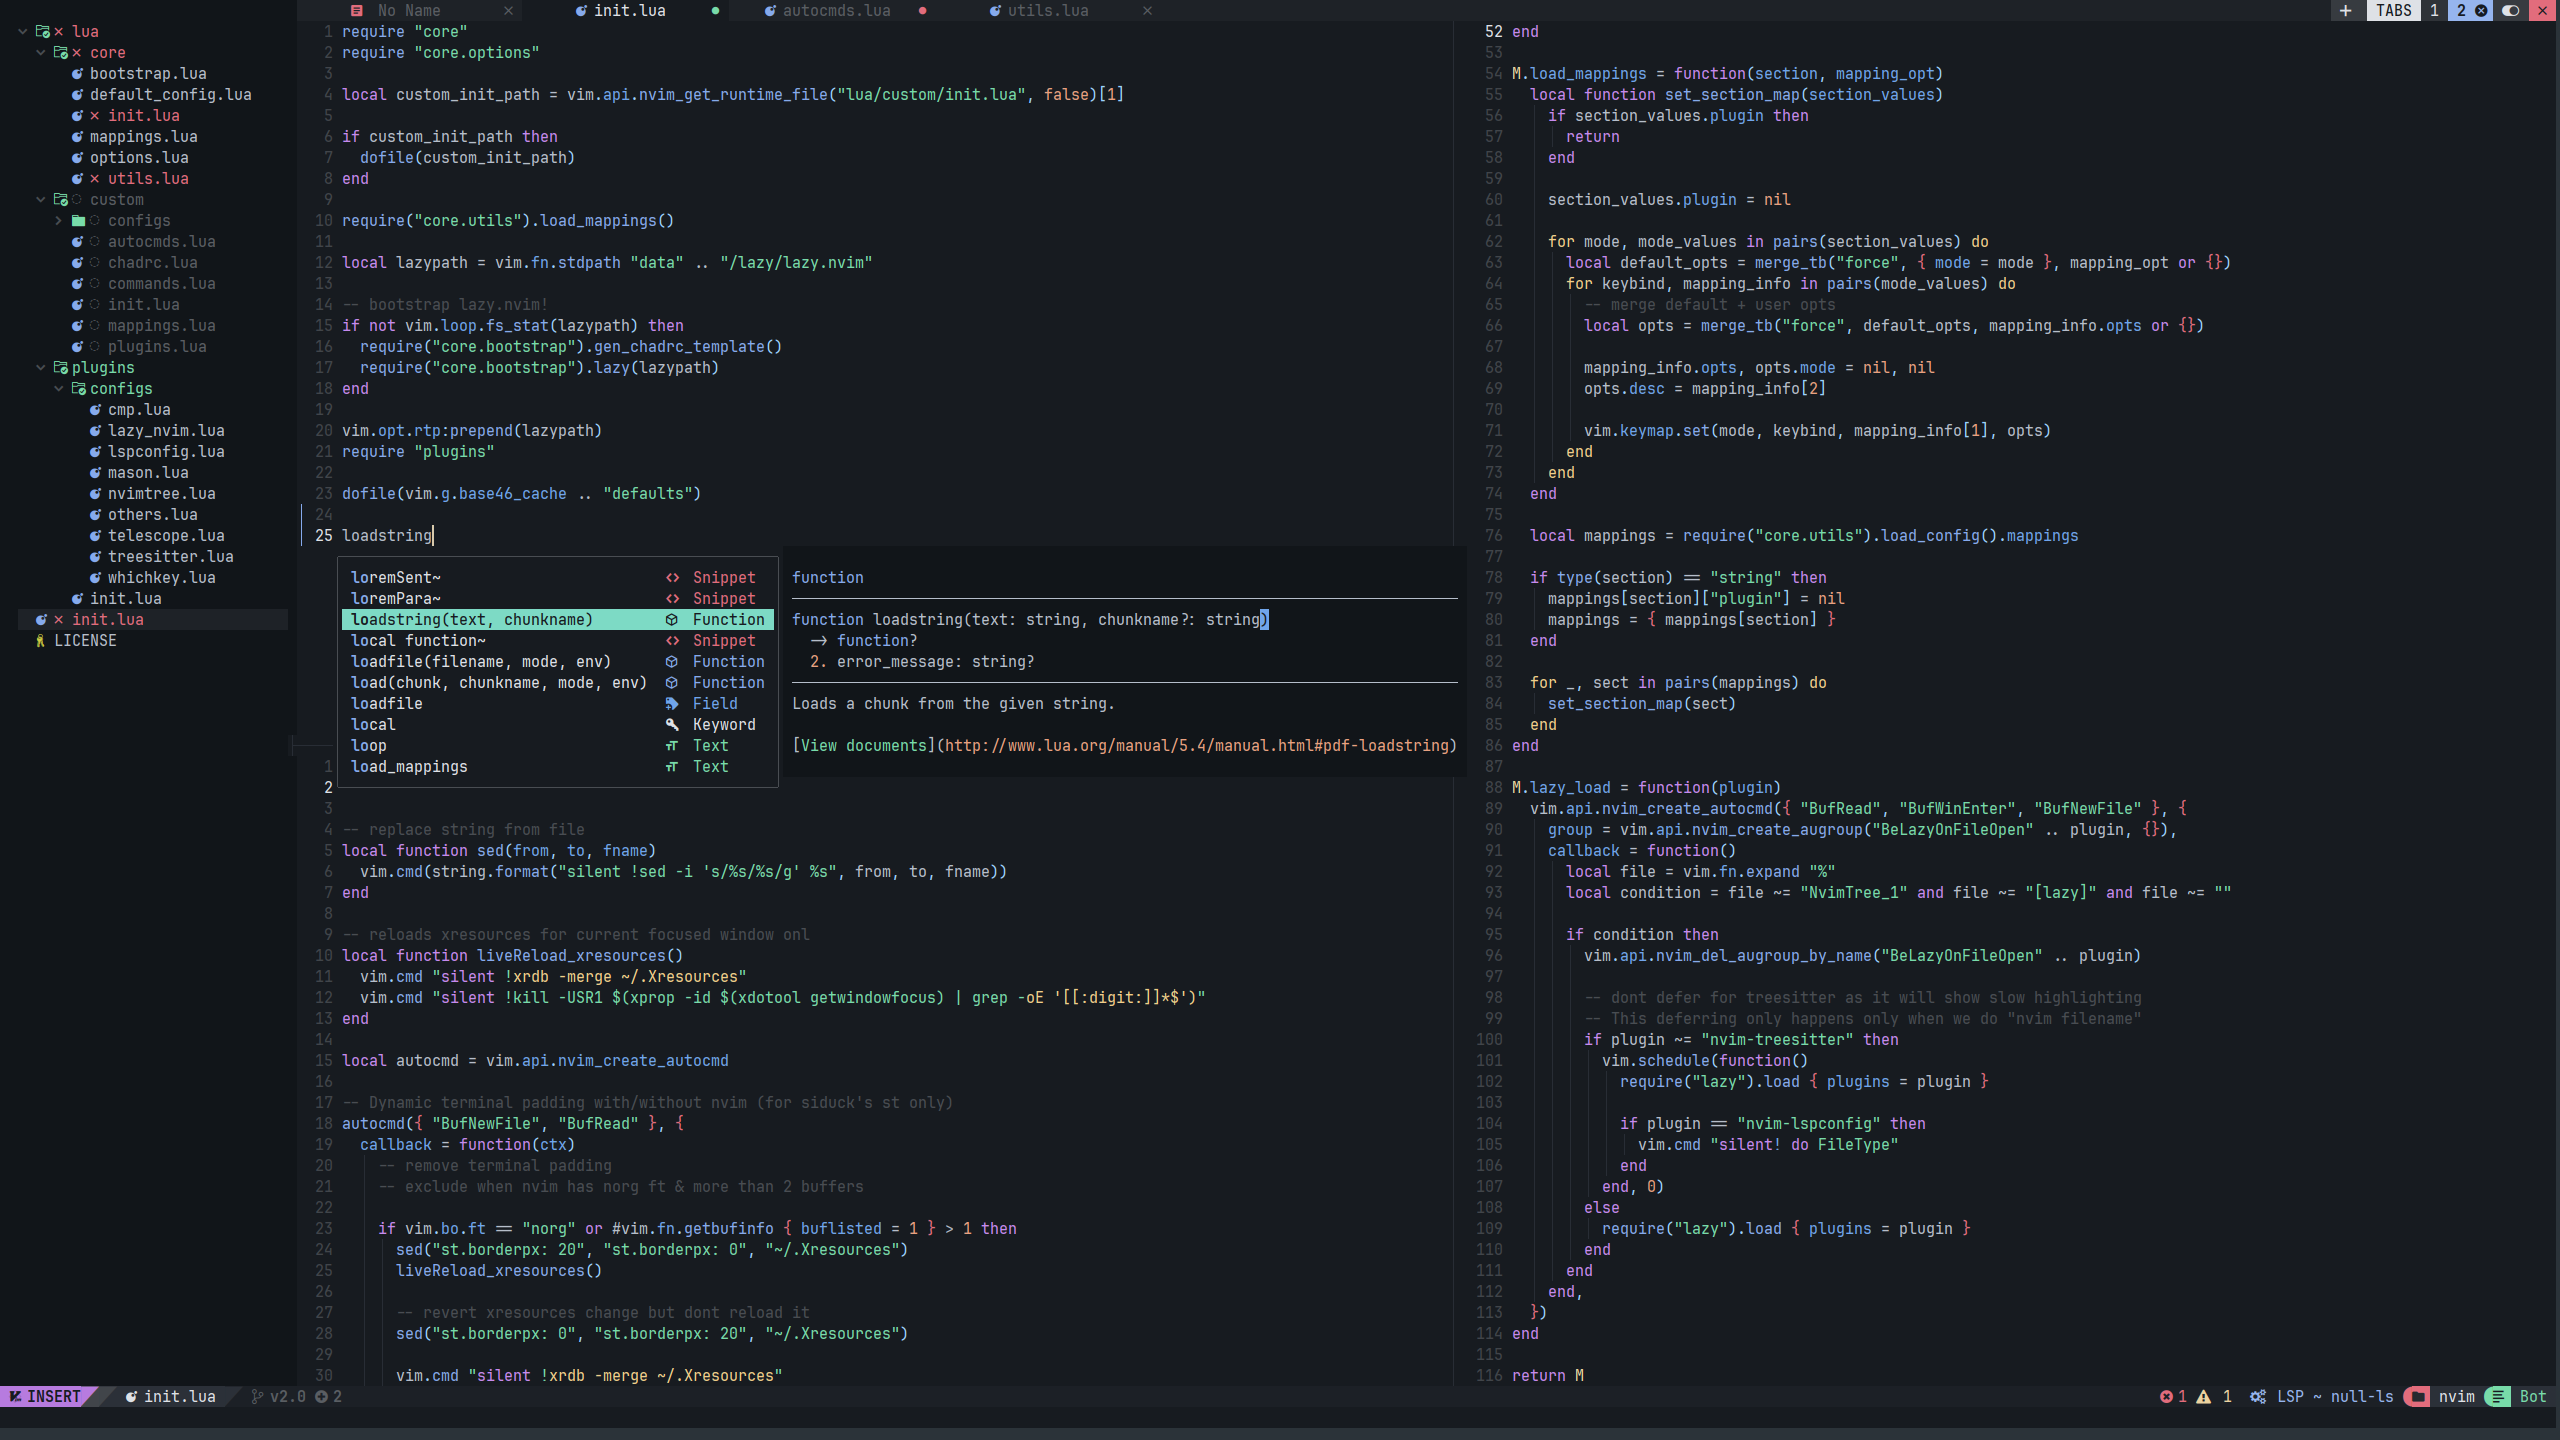 No Name init.lua autocmds.lua utils.lua TABS 1 2
lua
core
bootstrap.lua
default_config.lua
init.lua
mappings.lua
options.lua
utils.lua
custom
configs
autocmds.lua
chadrc.lua
commands.lua
init.lua
mappings.lua
plugins.lua
plugins
configs
cmp.lua
lazy_nvim.lua
lspconfig.lua
mason.lua
nvimtree.lua
others.lua
telescope.lua
treesitter.lua
whichkey.lua
init.lua
init.lua
LICENSE
1 require "core"
2 require "core.options"
3
4 local custom_init_path = vim.api.nvim_get_runtime_file("lua/custom/init.lua", false)[1]
5
6 if custom_init_path then
7   dofile(custom_init_path)
8 end
9
10 require("core.utils").load_mappings()
11
12 local lazypath = vim.fn.stdpath "data" .. "/lazy/lazy.nvim"
13
14 -- bootstrap lazy.nvim!
15 if not vim.loop.fs_stat(lazypath) then
16   require("core.bootstrap").gen_chadrc_template()
17   require("core.bootstrap").lazy(lazypath)
18 end
19
20 vim.opt.rtp:prepend(lazypath)
21 require "plugins"
22
23 dofile(vim.g.base46_cache .. "defaults")
24
25 loadstring
loremSent~ Snippet
loremPara~ Snippet
loadstring(text, chunkname) Function
local function~ Snippet
loadfile(filename, mode, env) Function
load(chunk, chunkname, mode, env) Function
loadfile Field
local Keyword
loop Text
load_mappings Text
function
function loadstring(text: string, chunkname?: string)
  -> function?
  2. error_message: string?
Loads a chunk from the given string.
[View documents](http://www.lua.org/manual/5.4/manual.html#pdf-loadstring)
1
2
3
4 -- replace string from file
5 local function sed(from, to, fname)
6   vim.cmd(string.format("silent !sed -i 's/%s/%s/g' %s", from, to, fname))
7 end
8
9 -- reloads xresources for current focused window onl
10 local function liveReload_xresources()
11   vim.cmd "silent !xrdb -merge ~/.Xresources"
12   vim.cmd "silent !kill -USR1 $(xprop -id $(xdotool getwindowfocus) | grep -oE '[[:digit:]]*$')"
13 end
14
15 local autocmd = vim.api.nvim_create_autocmd
16
17 -- Dynamic terminal padding with/without nvim (for siduck's st only)
18 autocmd({ "BufNewFile", "BufRead" }, {
19   callback = function(ctx)
20     -- remove terminal padding
21     -- exclude when nvim has norg ft & more than 2 buffers
22
23     if vim.bo.ft == "norg" or #vim.fn.getbufinfo { buflisted = 1 } > 1 then
24       sed("st.borderpx: 20", "st.borderpx: 0", "~/.Xresources")
25       liveReload_xresources()
26
27       -- revert xresources change but dont reload it
28       sed("st.borderpx: 0", "st.borderpx: 20", "~/.Xresources")
29
30       vim.cmd "silent !xrdb -merge ~/.Xresources"
52 end
53
54 M.load_mappings = function(section, mapping_opt)
55   local function set_section_map(section_values)
56     if section_values.plugin then
57       return
58     end
59
60     section_values.plugin = nil
61
62     for mode, mode_values in pairs(section_values) do
63       local default_opts = merge_tb("force", { mode = mode }, mapping_opt or {})
64       for keybind, mapping_info in pairs(mode_values) do
65         -- merge default + user opts
66         local opts = merge_tb("force", default_opts, mapping_info.opts or {})
67
68         mapping_info.opts, opts.mode = nil, nil
69         opts.desc = mapping_info[2]
70
71         vim.keymap.set(mode, keybind, mapping_info[1], opts)
72       end
73     end
74   end
75
76   local mappings = require("core.utils").load_config().mappings
77
78   if type(section) == "string" then
79     mappings[section]["plugin"] = nil
80     mappings = { mappings[section] }
81   end
82
83   for _, sect in pairs(mappings) do
84     set_section_map(sect)
85   end
86 end
87
88 M.lazy_load = function(plugin)
89   vim.api.nvim_create_autocmd({ "BufRead", "BufWinEnter", "BufNewFile" }, {
90     group = vim.api.nvim_create_augroup("BeLazyOnFileOpen" .. plugin, {}),
91     callback = function()
92       local file = vim.fn.expand "%"
93       local condition = file ~= "NvimTree_1" and file ~= "[lazy]" and file ~= ""
94
95       if condition then
96         vim.api.nvim_del_augroup_by_name("BeLazyOnFileOpen" .. plugin)
97
98         -- dont defer for treesitter as it will show slow highlighting
99         -- This deferring only happens only when we do "nvim filename"
100         if plugin ~= "nvim-treesitter" then
101           vim.schedule(function()
102             require("lazy").load { plugins = plugin }
103
104             if plugin == "nvim-lspconfig" then
105               vim.cmd "silent! do FileType"
106             end
107           end, 0)
108         else
109           require("lazy").load { plugins = plugin }
110         end
111       end
112     end,
113   })
114 end
115
116 return M
INSERT init.lua v2.0 2 1 1 LSP ~ null-ls nvim Bot